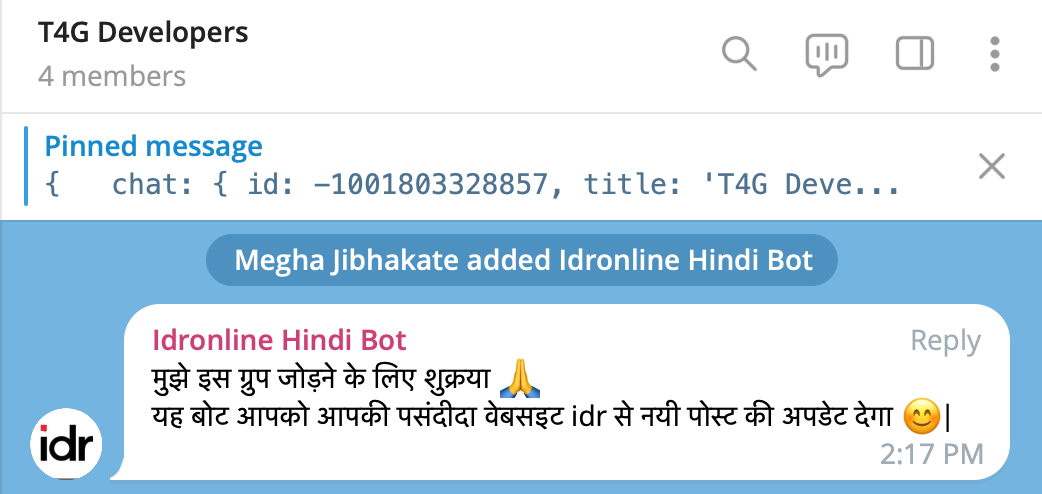 T4G Developers
4 members
Pinned message
{ chat: { id: -1001803328857, title: 'T4G Deve...
Megha Jibhakate added Idronline Hindi Bot
Idronline Hindi Bot
Reply
मुझे इस ग्रुप जोड़ने के लिए शुक्रया 🙏
यह बोट आपको आपकी पसंदीदा वेबसइट idr से नयी पोस्ट की अपडेट देगा 😊|
idr
2:17 PM